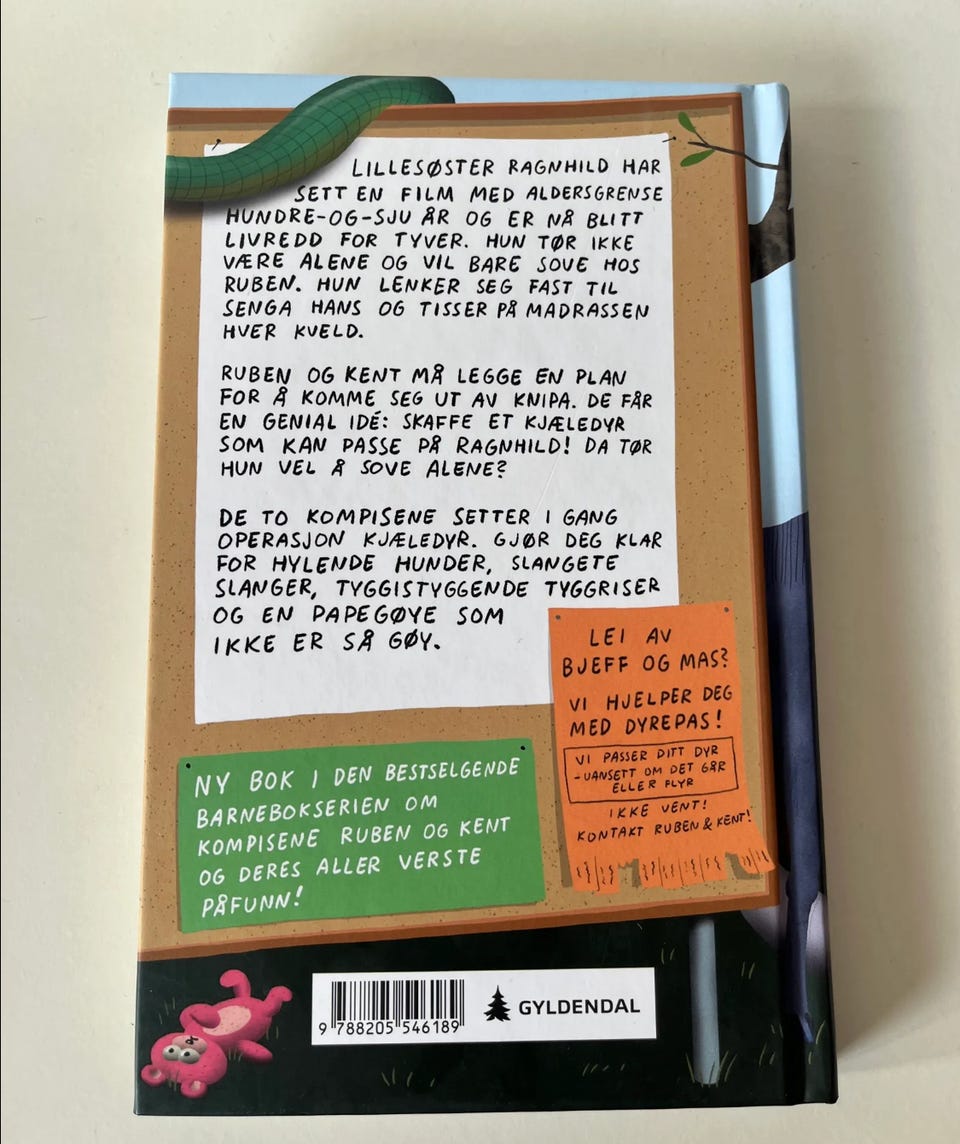 LILLESØSTER RAGNHILD HAR
SETT EN FILM MED ALDERSGRENSE
HUNDRE-OG-SJU ÅR OG ER NÅ BLITT
LIVREDD FOR TYVER. HUN TØR IKKE
VÆRE ALENE OG VIL BARE SOVE HOS
RUBEN. HUN LENKER SEG FAST TIL
SENGA HANS OG TISSER PÅ MADRASSEN
HVER KVELD.
RUBEN OG KENT MÅ LEGGE EN PLAN
FOR Å KOMME SEG UT AV KNIPA. DE FÅR
EN GENIAL IDÉ: SKAFFE ET KJÆLEDYR
SOM KAN PASSE PÅ RAGNHILD! DA TØR
HUN VEL Å SOVE ALENE?
DE TO KOMPISENE SETTER I GANG
OPERASJON KJÆLEDYR. GJØR DEG KLAR
FOR HYLENDE HUNDER, SLANGETE
SLANGER, TYGGISTYGGENDE TYGGRISER
OG EN PAPEGØYE SOM
IKKE ER SÅ GØY.
LEI AV
BJEFF OG MAS?
VI HJELPER DEG
MED DYREPAS!
VI PASSER DITT DYR
-UANSETT OM DET GÅR
ELLER FLYR
IKKE VENT!
KONTAKT RUBEN & KENT!
NY BOK I DEN BESTSELGENDE
BARNEBOKSERIEN OM
KOMPISENE RUBEN OG KENT
OG DERES ALLER VERSTE
PÅFUNN!
9 788205 546189
GYLDENDAL